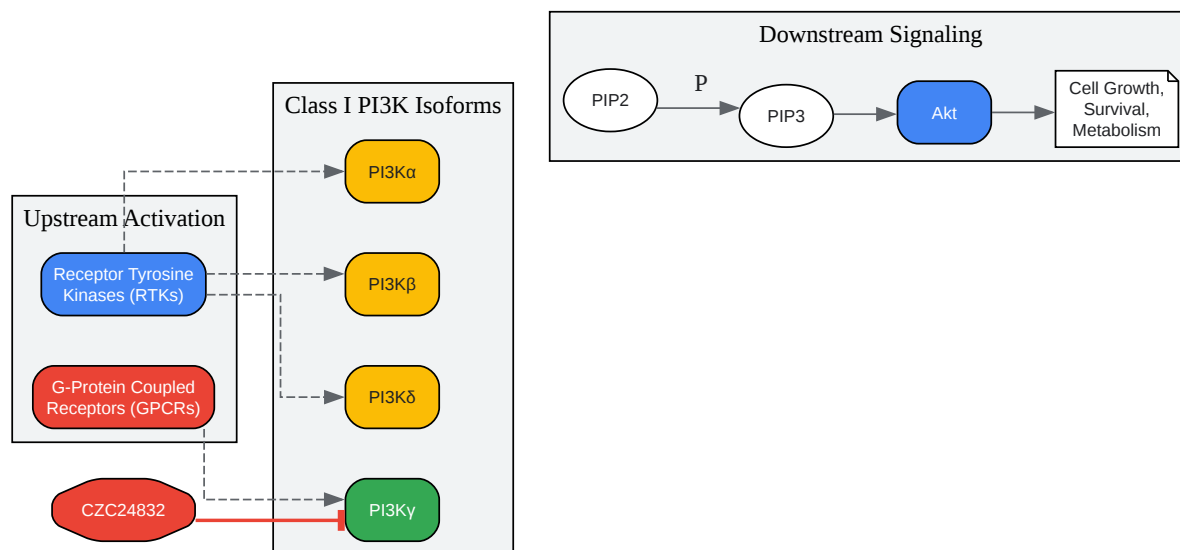 Downstream Signaling
PIP2
P
PIP3
Akt
Cell Growth,
Survival,
Metabolism
Class I PI3K Isoforms
PI3Kα
PI3Kβ
PI3Kδ
PI3Kγ
Upstream Activation
Receptor Tyrosine
Kinases (RTKs)
G-Protein Coupled
Receptors (GPCRs)
CZC24832